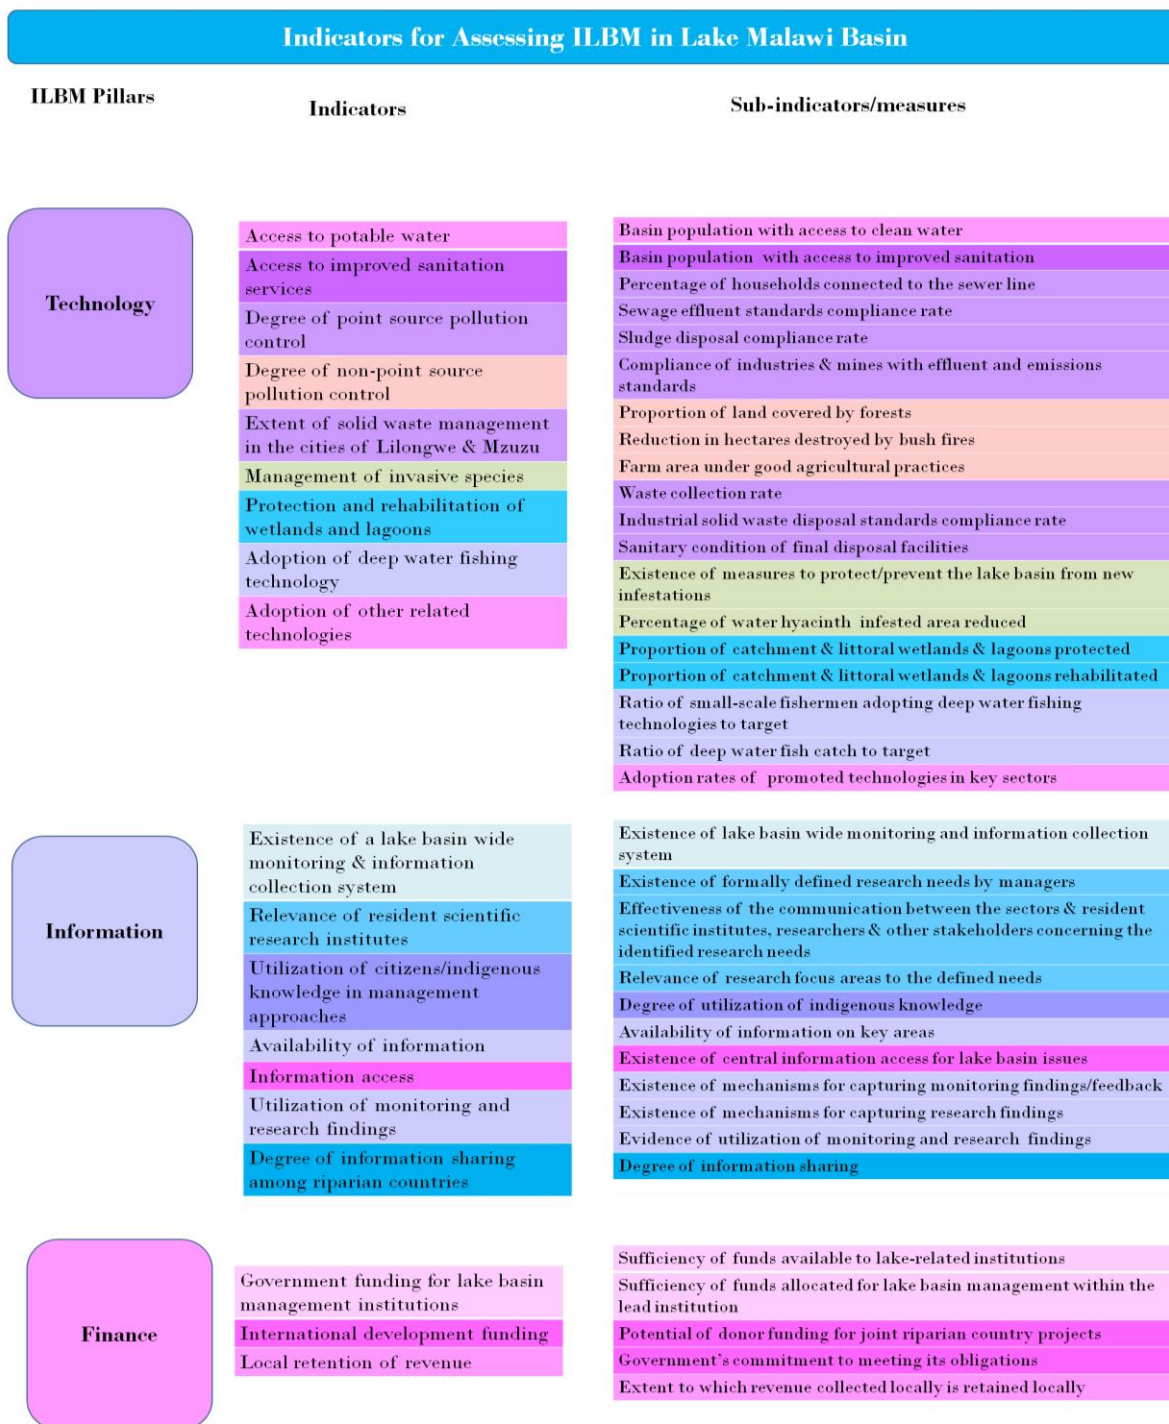 Indicators for Assessing ILBM in Lake Malawi Basin
ILBM Pillars
Indicators
Sub-indicators/measures
Technology
Access to potable water
Access to improved sanitation
services
Degree of point source pollution
control
Degree of non-point source
pollution control
Extent of solid waste management
in the cities of Lilongwe & Mzuzu
Management of invasive species
Protection and rehabilitation of
wetlands and lagoons
Adoption of deep water fishing
technology
Adoption of other related
technologies
Basin population with access to clean water
Basin population with access to improved sanitation
Percentage of households connected to the sewer line
Sewage effluent standards compliance rate
Sludge disposal compliance rate
Compliance of industries & mines with effluent and emissions
standards
Proportion of land covered by forests
Reduction in hectares destroyed by bush fires
Farm area under good agricultural practices
Waste collection rate
Industrial solid waste disposal standards compliance rate
Sanitary condition of final disposal facilities
Existence of measures to protect/prevent the lake basin from new
infestations
Percentage of water hyacinth infested area reduced
Proportion of catchment & littoral wetlands & lagoons protected
Proportion of catchment & littoral wetlands & lagoons rehabilitated
Ratio of small-scale fishermen adopting deep water fishing
technologies to target
Ratio of deep water fish catch to target
Adoption rates of promoted technologies in key sectors
Information
Existence of a lake basin wide
monitoring & information
collection system
Relevance of resident scientific
research institutes
Utilization of citizens/indigenous
knowledge in management
approaches
Availability of information
Information access
Utilization of monitoring and
research findings
Degree of information sharing
among riparian countries
Existence of lake basin wide monitoring and information collection
system
Existence of formally defined research needs by managers
Effectiveness of the communication between the sectors & resident
scientific institutes, researchers & other stakeholders concerning the
identified research needs
Relevance of research focus areas to the defined needs
Degree of utilization of indigenous knowledge
Availability of information on key areas
Existence of central information access for lake basin issues
Existence of mechanisms for capturing monitoring findings/feedback
Existence of mechanisms for capturing research findings
Evidence of utilization of monitoring and research findings
Degree of information sharing
Finance
Government funding for lake basin
management institutions
International development funding
Local retention of revenue
Sufficiency of funds available to lake-related institutions
Sufficiency of funds allocated for lake basin management within the
lead institution
Potential of donor funding for joint riparian country projects
Government's commitment to meeting its obligations
Extent to which revenue collected locally is retained locally